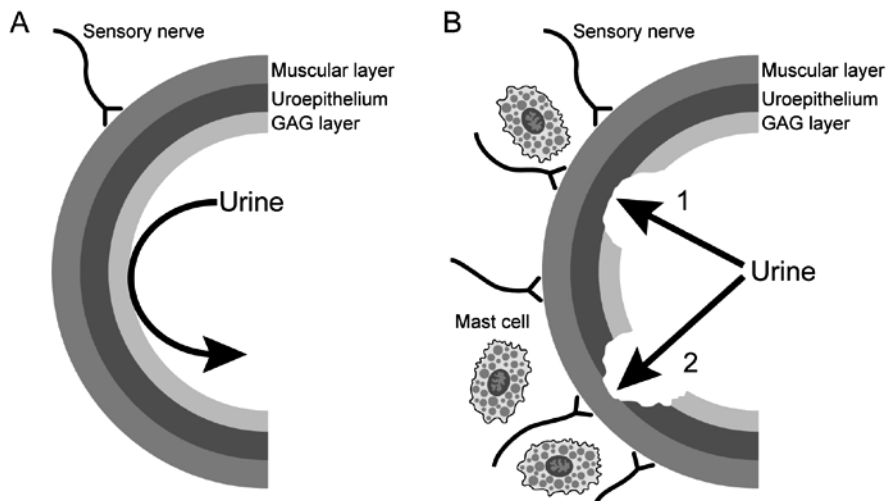 A
Sensory nerve
Muscular layer
Uroepithelium
GAG layer
Urine
B
Sensory nerve
Muscular layer
Uroepithelium
GAG layer
1
Urine
Mast cell
2